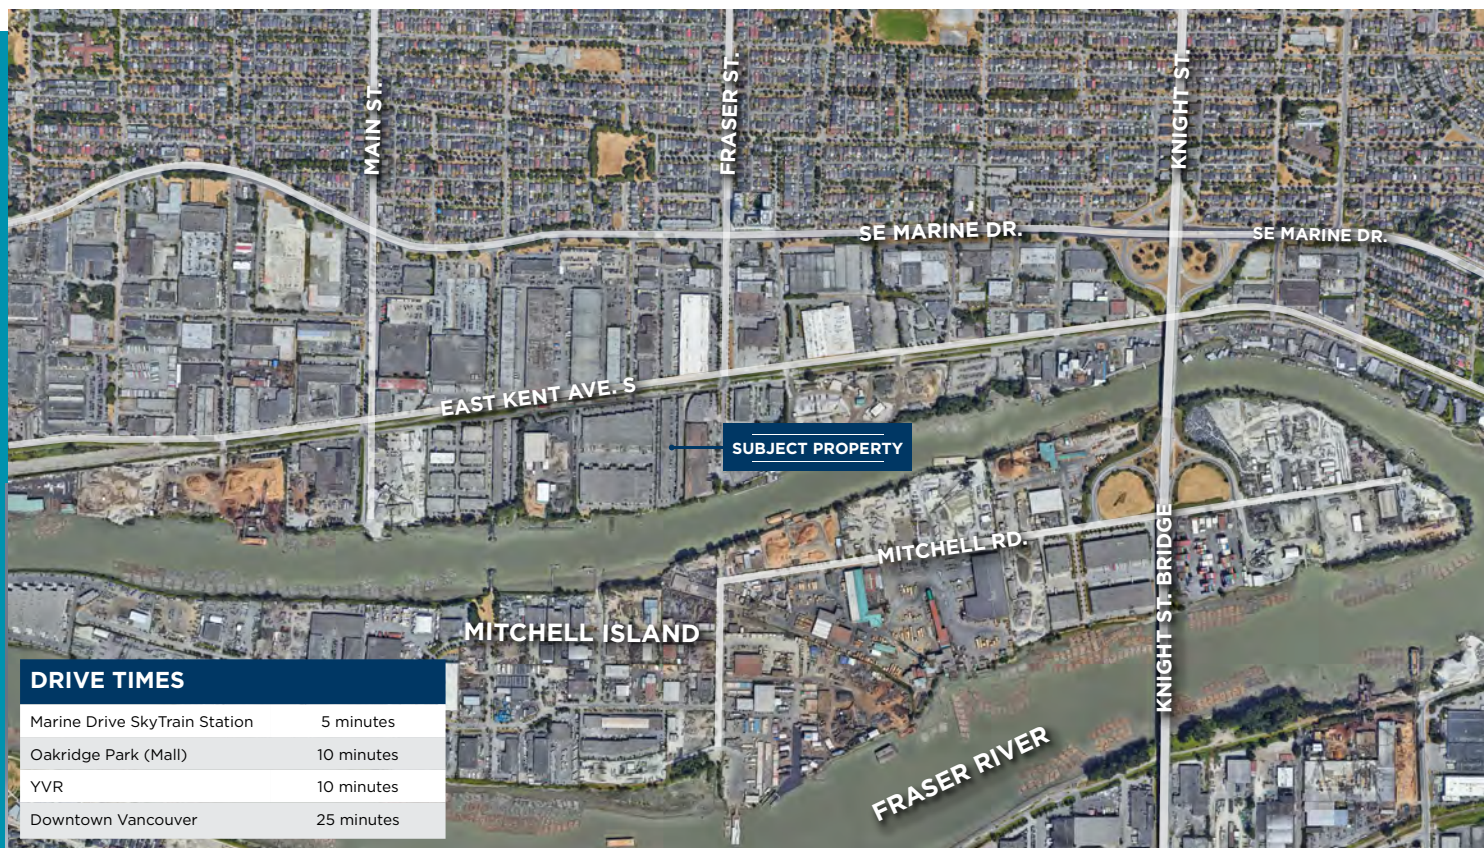 MAIN ST.
FRASER ST.
KNIGHT ST.
SE MARINE DR.
SE MARINE DR.
EAST KENT AVE. S
SUBJECT PROPERTY
MITCHELL RD.
KNIGHT ST. BRIDGE
MITCHELL ISLAND
FRASER RIVER
DRIVE TIMES
Marine Drive SkyTrain Station 5 minutes
Oakridge Park (Mall) 10 minutes
YVR 10 minutes
Downtown Vancouver 25 minutes